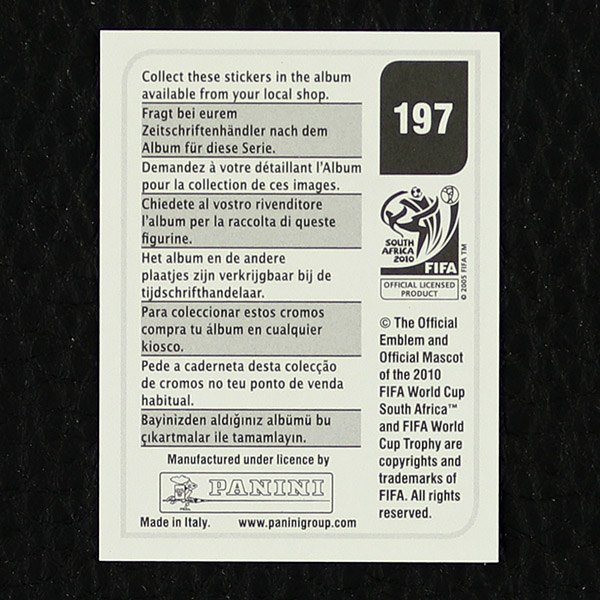 Collect these stickers in the album
available from your local shop.
Fragt bei eurem
Zeitschriftenhändler nach dem
Album für diese Serie.
Demandez à votre détaillant l'Album
pour la collection de ces images.
Chiedete al vostro rivenditore
l'album per la raccolta di queste
figurine.
Het album en de andere
plaatjes zijn verkrijgbaar bij de
tijdschrifthandelaar.
Para coleccionar estos cromos
compra tu álbum en cualquier
kiosco.
Pede a caderneta desta colecção
de cromos no teu ponto de venda
habitual.
Bayinizden aldığınız albümü bu
çıkartmalar ile tamamlayın.
Manufactured under licence by
PANINI
Made in Italy. www.paninigroup.com
197
SOUTH
AFRICA
2010
FIFA
© 2005 FIFA TM
OFFICIAL LICENSED
PRODUCT
© The Official
Emblem and
Official Mascot
of the 2010
FIFA World Cup
South Africa™
and FIFA World
Cup Trophy are
copyrights and
trademarks of
FIFA. All rights
reserved.